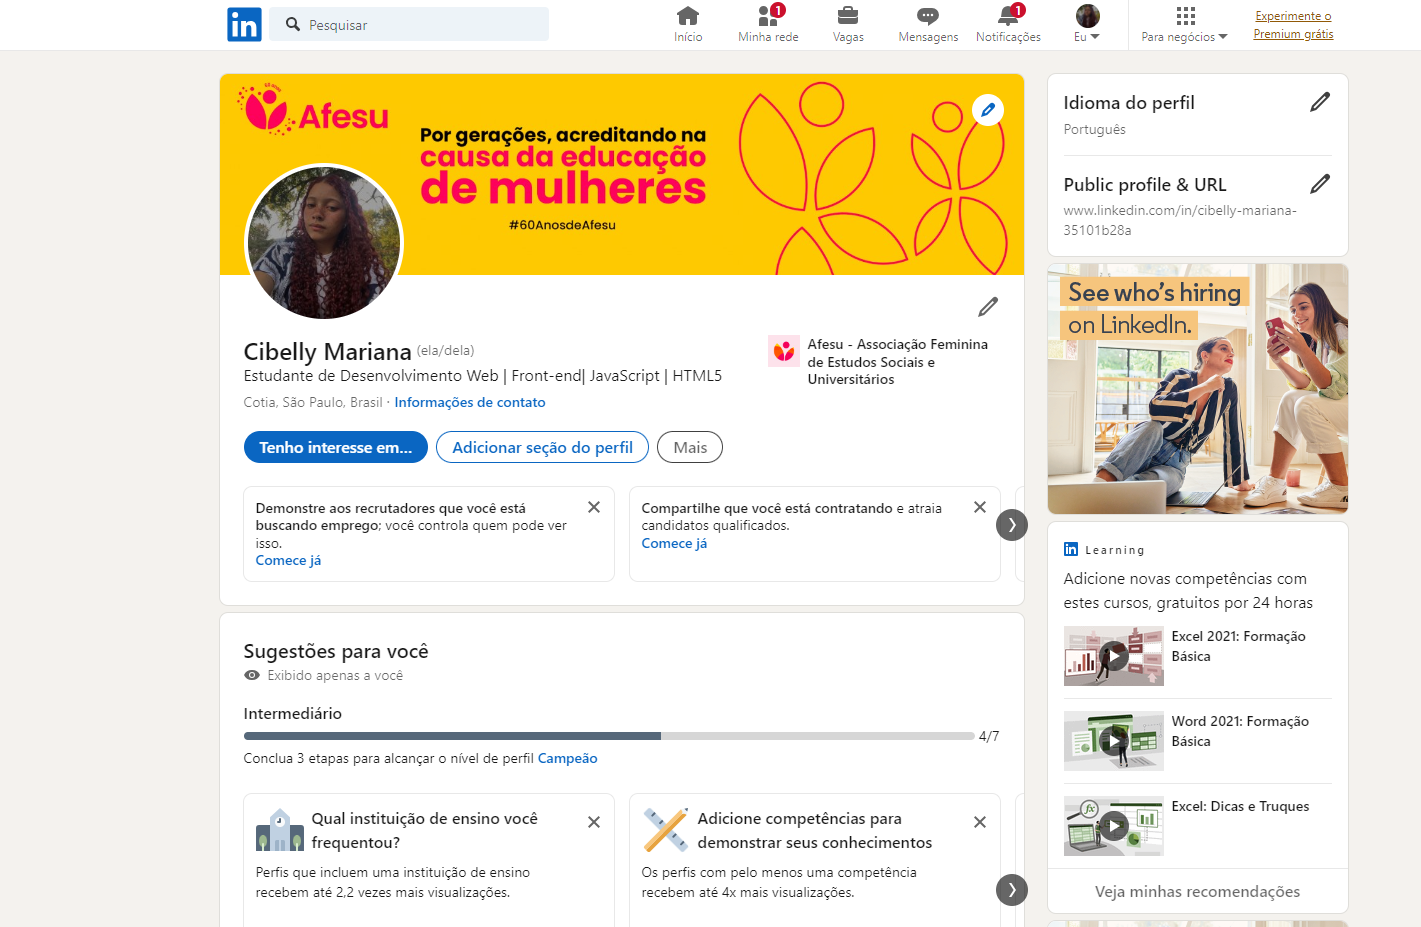 in
Pesquisar
Início
1
Minha rede
Vagas
Mensagens
1
Notificações
Eu
Para negócios
Experimente o
Premium grátis
Afesu
Por gerações, acreditando na
causa da educação
de mulheres
#60AnosdeAfesu
Cibelly Mariana (ela/dela)
Estudante de Desenvolvimento Web | Front-end| JavaScript | HTML5
Cotia, São Paulo, Brasil · Informações de contato
Afesu - Associação Feminina
de Estudos Sociais e
Universitários
Tenho interesse em...
Adicionar seção do perfil
Mais
Demonstre aos recrutadores que você está
buscando emprego; você controla quem pode ver
isso.
Comece já
Compartilhe que você está contratando e atraia
candidatos qualificados.
Comece já
Sugestões para você
Exibido apenas a você
Intermediário
4/7
Conclua 3 etapas para alcançar o nível de perfil Campeão
Qual instituição de ensino você
frequentou?
Perfis que incluem uma instituição de ensino
recebem até 2,2 vezes mais visualizações.
Adicione competências para
demonstrar seus conhecimentos
Os perfis com pelo menos uma competência
recebem até 4x mais visualizações.
Idioma do perfil
Português
Public profile & URL
www.linkedin.com/in/cibelly-mariana-
35101b28a
See who's hiring
on LinkedIn.
in Learning
Adicione novas competências com
estes cursos, gratuitos por 24 horas
Excel 2021: Formação
Básica
Word 2021: Formação
Básica
fx
Excel: Dicas e Truques
Veja minhas recomendações